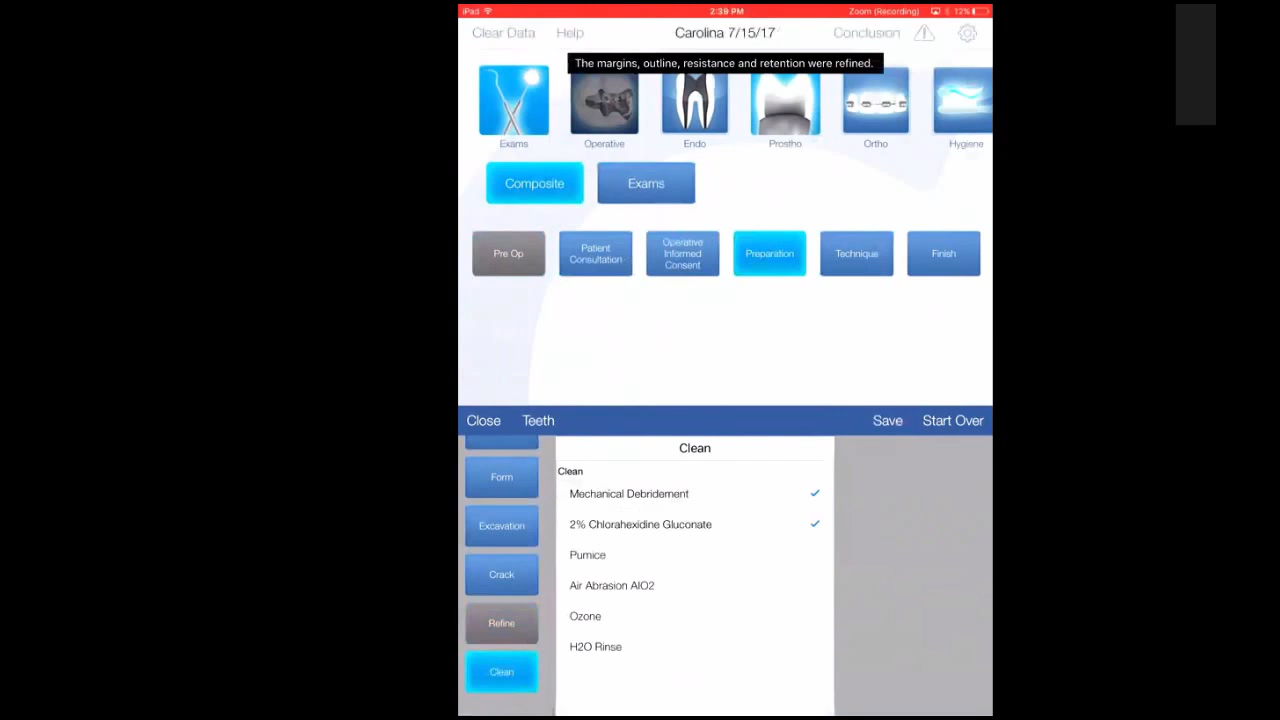 iPad 2:39 PM Zoom (Recording) 12%
Clear Data Help Carolina 7/15/17 Conclusion
The margins, outline, resistance and retention were refined.
Exams Operative Endo Prostho Ortho Hygiene
Composite Exams
Pre Op
Patient
Consultation
Operative
Informed
Consent
Preparation
Technique
Finish
Close Teeth Save Start Over
Clean
Clean
Form
Mechanical Debridement
2% Chlorahexidine Gluconate
Excavation
Pumice
Crack
Air Abrasion AlO2
Ozone
Refine
H2O Rinse
Clean